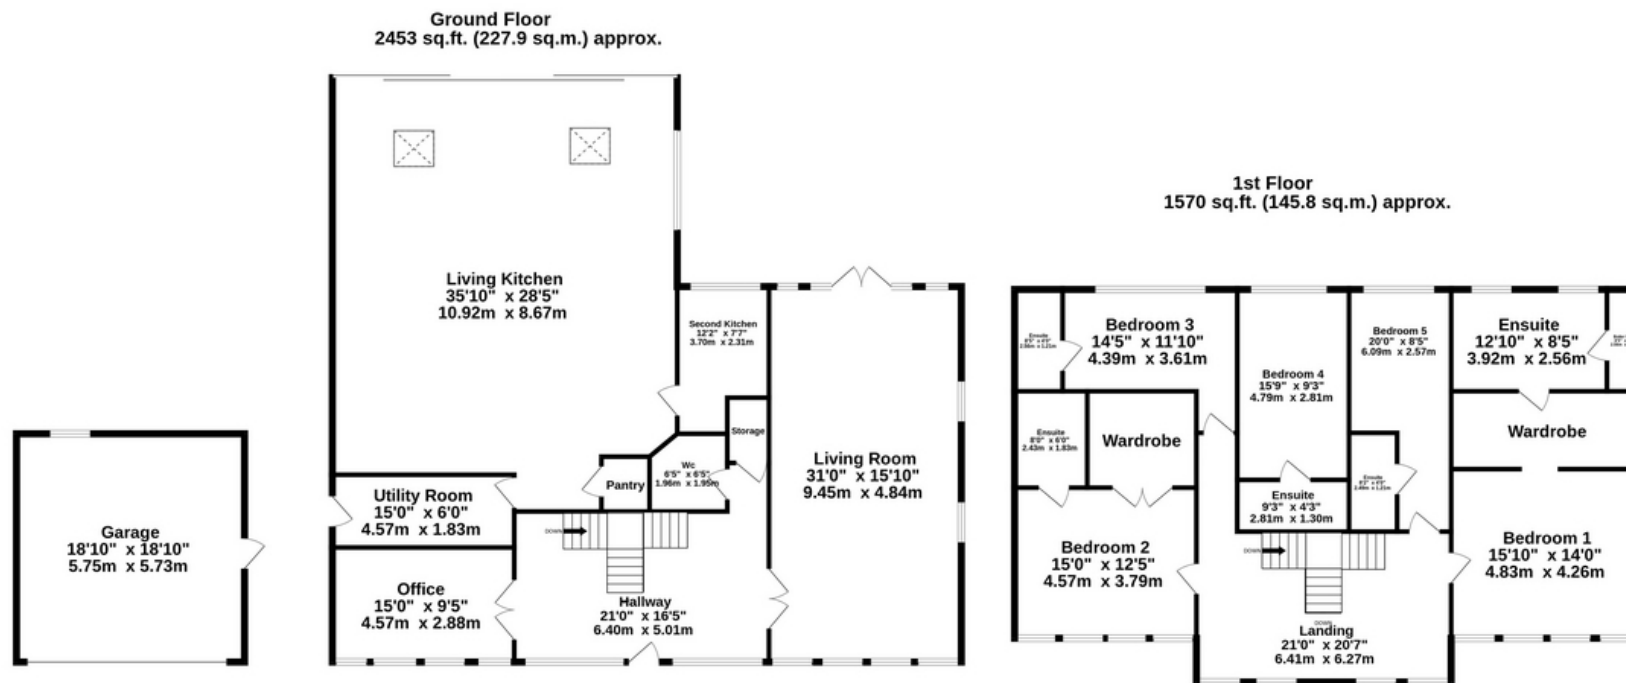 Ground Floor
2453 sq.ft. (227.9 sq.m.) approx.
1st Floor
1570 sq.ft. (145.8 sq.m.) approx.
Garage
18'10" x 18'10"
5.75m x 5.73m
Living Kitchen
35'10" x 28'5"
10.92m x 8.67m
Second Kitchen
12'2" x 7'7"
3.70m x 2.31m
Storage
Wc
6'5" x 6'5"
1.96m x 1.95m
Pantry
Utility Room
15'0" x 6'0"
4.57m x 1.83m
Office
15'0" x 9'5"
4.57m x 2.88m
DOWN
Hallway
21'0" x 16'5"
6.40m x 5.01m
Living Room
31'0" x 15'10"
9.45m x 4.84m
Ensuite
Bedroom 3
14'5" x 11'10"
4.39m x 3.61m
Bedroom 4
15'9" x 9'3"
4.79m x 2.81m
Bedroom 5
20'0" x 8'5"
6.09m x 2.57m
Ensuite
12'10" x 8'5"
3.92m x 2.56m
Ensuite
8'0" x 6'0"
2.43m x 1.83m
Wardrobe
Wardrobe
Ensuite
9'3" x 4'3"
2.81m x 1.30m
Ensuite
Bedroom 2
15'0" x 12'5"
4.57m x 3.79m
Bedroom 1
15'10" x 14'0"
4.83m x 4.26m
DOWN
DOWN
Landing
21'0" x 20'7"
6.41m x 6.27m